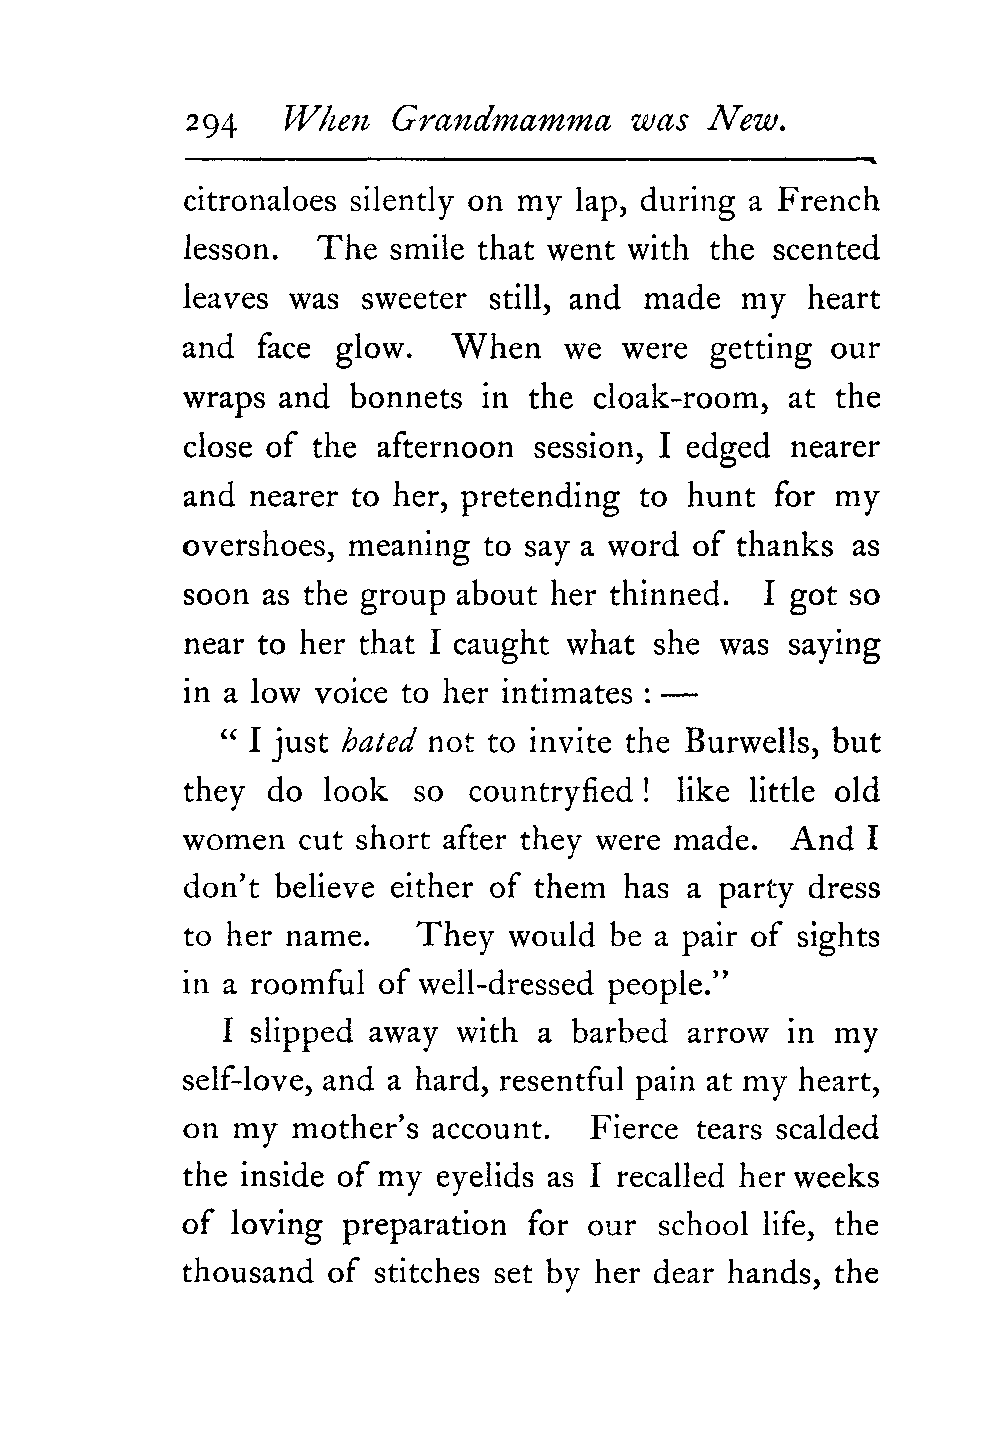 294 When Grandmamma was New.
citronaloes silently on my lap, during a French
lesson. The smile that went with the scented
leaves was sweeter still, and made my heart
and face glow. When we were getting our
wraps and bonnets in the cloak-room, at the
close of the afternoon session, I edged nearer
and nearer to her, pretending to hunt for my
overshoes, meaning to say a word of thanks as
soon as the group about her thinned. I got so
near to her that I caught what she was saying
in a low voice to her intimates : —
“ I just hated not to invite the Burwells, but
they do look so countryfied ! like little old
women cut short after they were made. And I
don't believe either of them has a party dress
to her name. They would be a pair of sights
in a roomful of well-dressed people.”
I slipped away with a barbed arrow in my
self-love, and a hard, resentful pain at my heart,
on my mother's account. Fierce tears scalded
the inside of my eyelids as I recalled her weeks
of loving preparation for our school life, the
thousand of stitches set by her dear hands, the